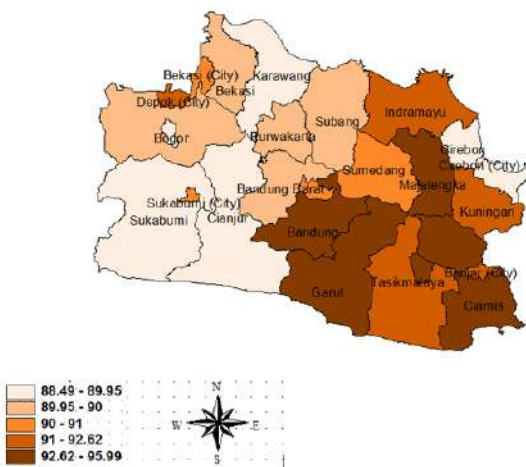 Bekasi (City)
Karawang
Bekasi
Depok (City)
Indramayu
Subang
Bogor
Purwakarta
Cirebon
Cirebon (City)
Sumedang
Majalengka
Bandung Barat
Kuningan
Sukabumi (City)
Sukabumi
Cianjur
Bandung
Banjar (City)
Tasikmalaya
Garut
Ciamis
88.49 - 89.95
89.95 - 90
90 - 91
91 - 92.62
92.62 - 95.99
N
W
E
S